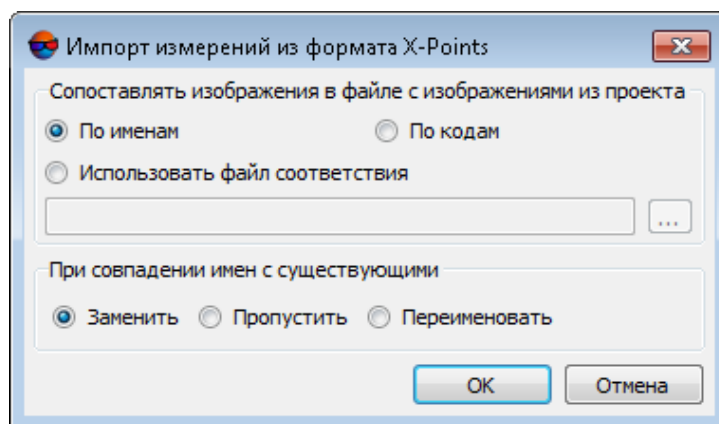 Импорт измерений из формата X-Points
Сопоставлять изображения в файле с изображениями из проекта
По именам По кодам
Использовать файл соответствия
...
При совпадении имен с существующими
Заменить Пропустить Переименовать
OK Отмена